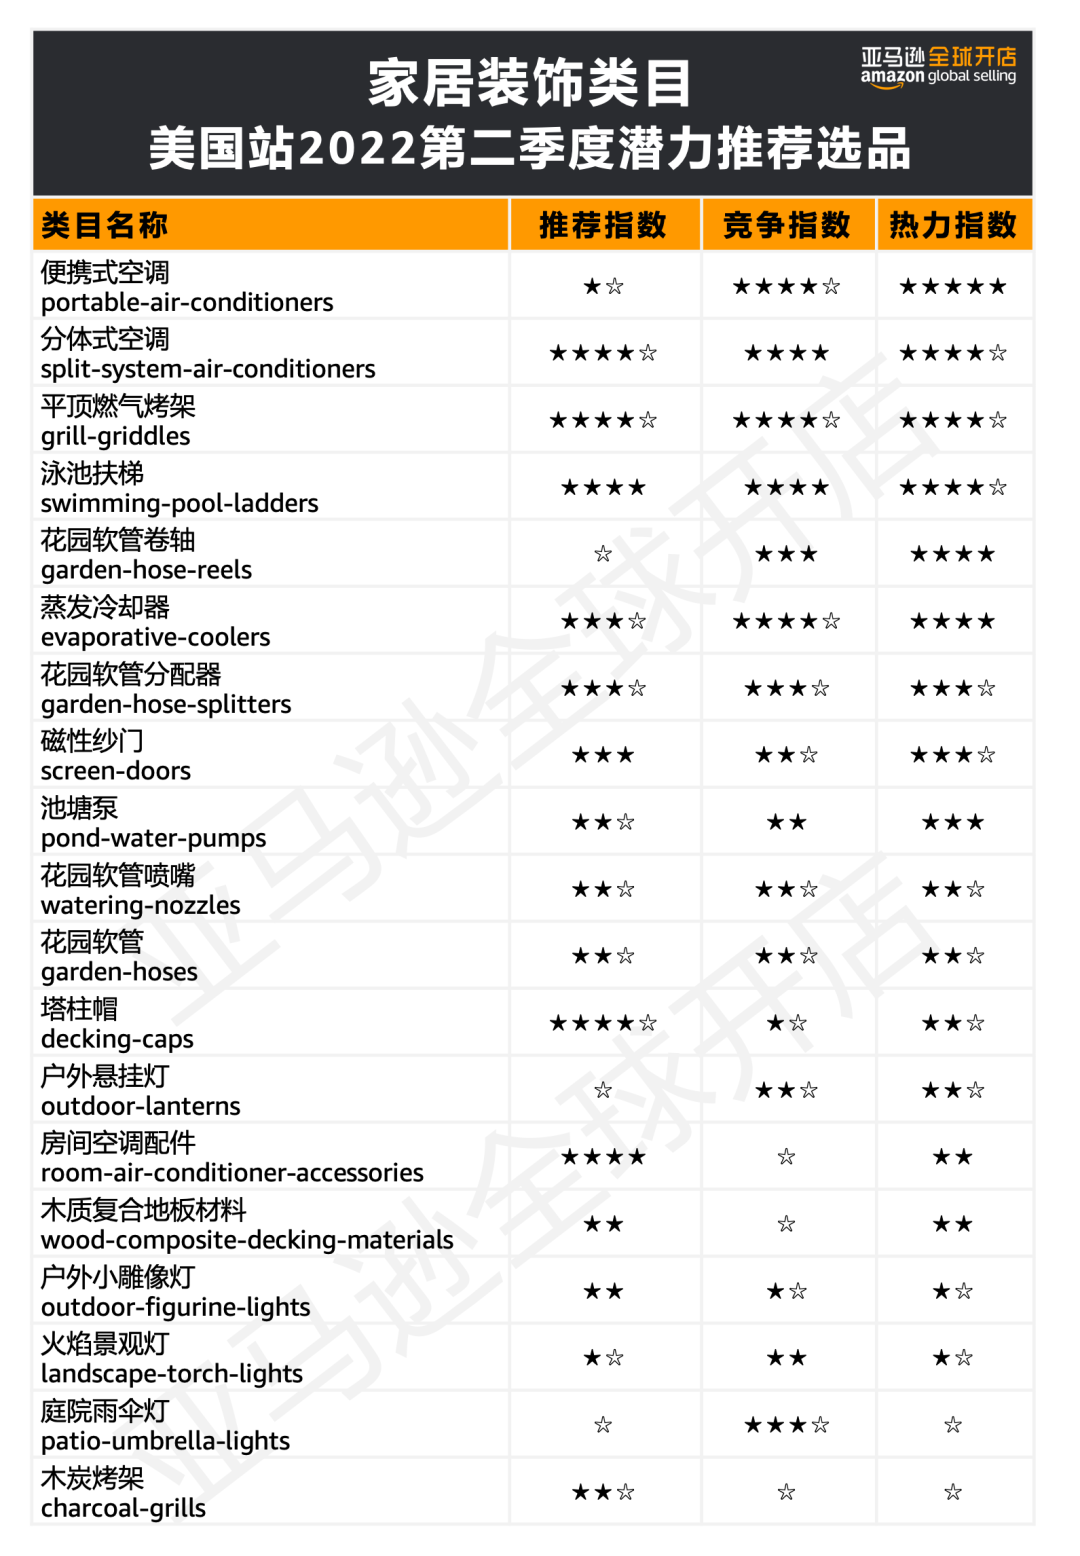 亚马逊全球开店
amazon global selling
家居装饰类目
美国站2022第二季度潜力推荐选品
类目名称 推荐指数 竞争指数 热力指数
便携式空调
portable-air-conditioners ★☆ ★★★★☆ ★★★★★
分体式空调
split-system-air-conditioners ★★★★☆ ★★★★ ★★★★☆
平顶燃气烤架
grill-griddles ★★★★☆ ★★★★☆ ★★★★☆
泳池扶梯
swimming-pool-ladders ★★★★ ★★★★ ★★★★☆
花园软管卷轴
garden-hose-reels ☆ ★★★ ★★★★
蒸发冷却器
evaporative-coolers ★★★☆ ★★★★☆ ★★★★
花园软管分配器
garden-hose-splitters ★★★☆ ★★★☆ ★★★☆
磁性纱门
screen-doors ★★★ ★★☆ ★★★☆
池塘泵
pond-water-pumps ★★☆ ★★ ★★★
花园软管喷嘴
watering-nozzles ★★☆ ★★☆ ★★☆
花园软管
garden-hoses ★★☆ ★★☆ ★★☆
塔柱帽
decking-caps ★★★★☆ ★☆ ★★☆
户外悬挂灯
outdoor-lanterns ☆ ★★☆ ★★☆
房间空调配件
room-air-conditioner-accessories ★★★★ ☆ ★★
木质复合地板材料
wood-composite-decking-materials ★★ ☆ ★★
户外小雕像灯
outdoor-figurine-lights ★★ ★☆ ★☆
火焰景观灯
landscape-torch-lights ★☆ ★★ ★☆
庭院雨伞灯
patio-umbrella-lights ☆ ★★★☆ ☆
木炭烤架
charcoal-grills ★★☆ ☆ ☆
亚马逊全球开店
亚马逊全球开店